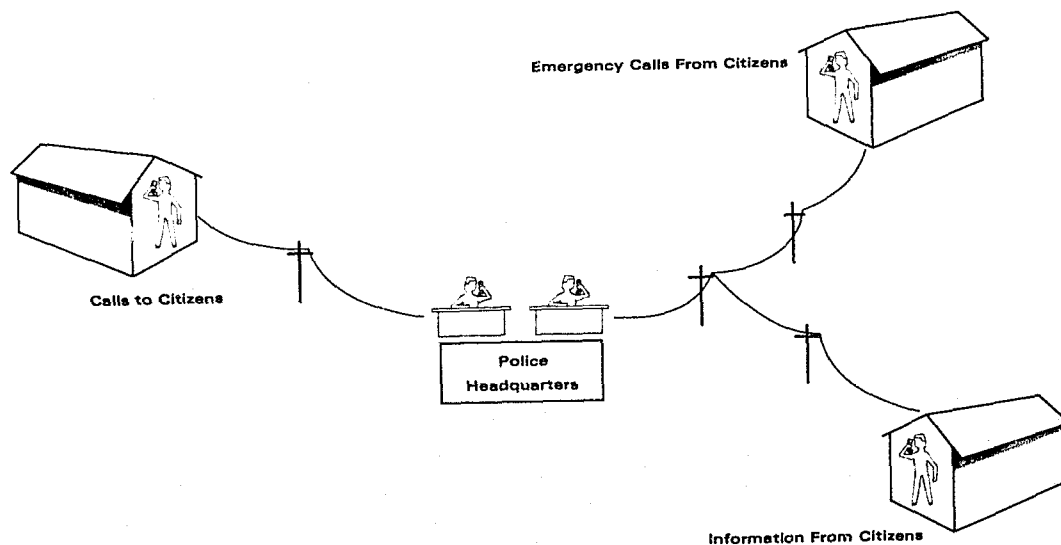 Emergency Calls From Citizens
Calls to Citizens
Police
Headquarters
Information From Citizens